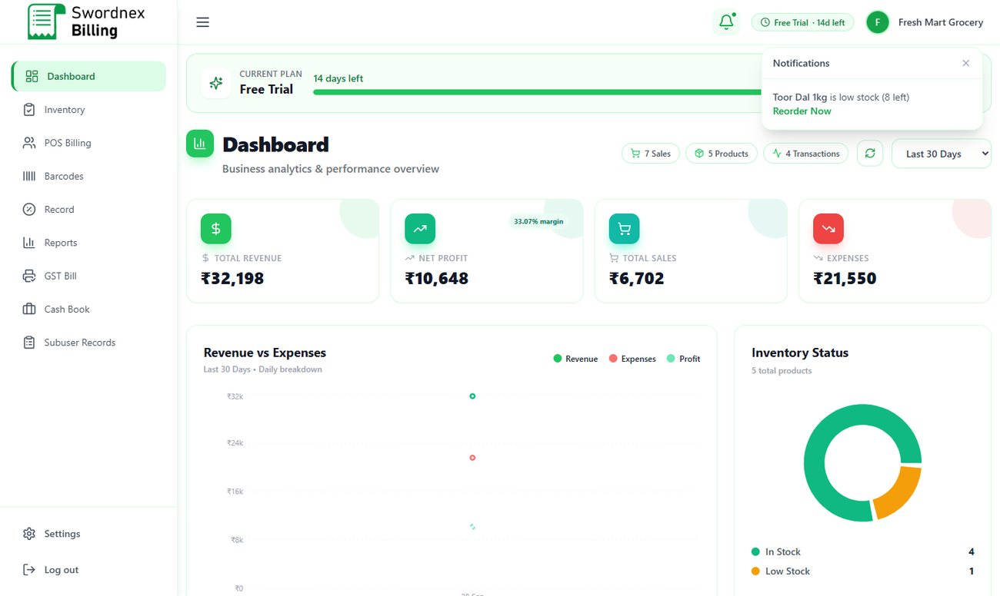 Swordnex
Billing
Free Trial · 14d left
F
Fresh Mart Grocery
Dashboard
Inventory
POS Billing
Barcodes
Record
Reports
GST Bill
Cash Book
Subuser Records
Settings
Log out
CURRENT PLAN
Free Trial
14 days left
Notifications
Toor Dal 1kg is low stock (8 left)
Reorder Now
Dashboard
Business analytics & performance overview
7 Sales
5 Products
4 Transactions
Last 30 Days
TOTAL REVENUE
₹32,198
33.07% margin
NET PROFIT
₹10,648
TOTAL SALES
₹6,702
EXPENSES
₹21,550
Revenue vs Expenses
Last 30 Days • Daily breakdown
Revenue
Expenses
Profit
₹32k
₹24k
₹16k
₹8k
₹0
Inventory Status
5 total products
In Stock 4
Low Stock 1